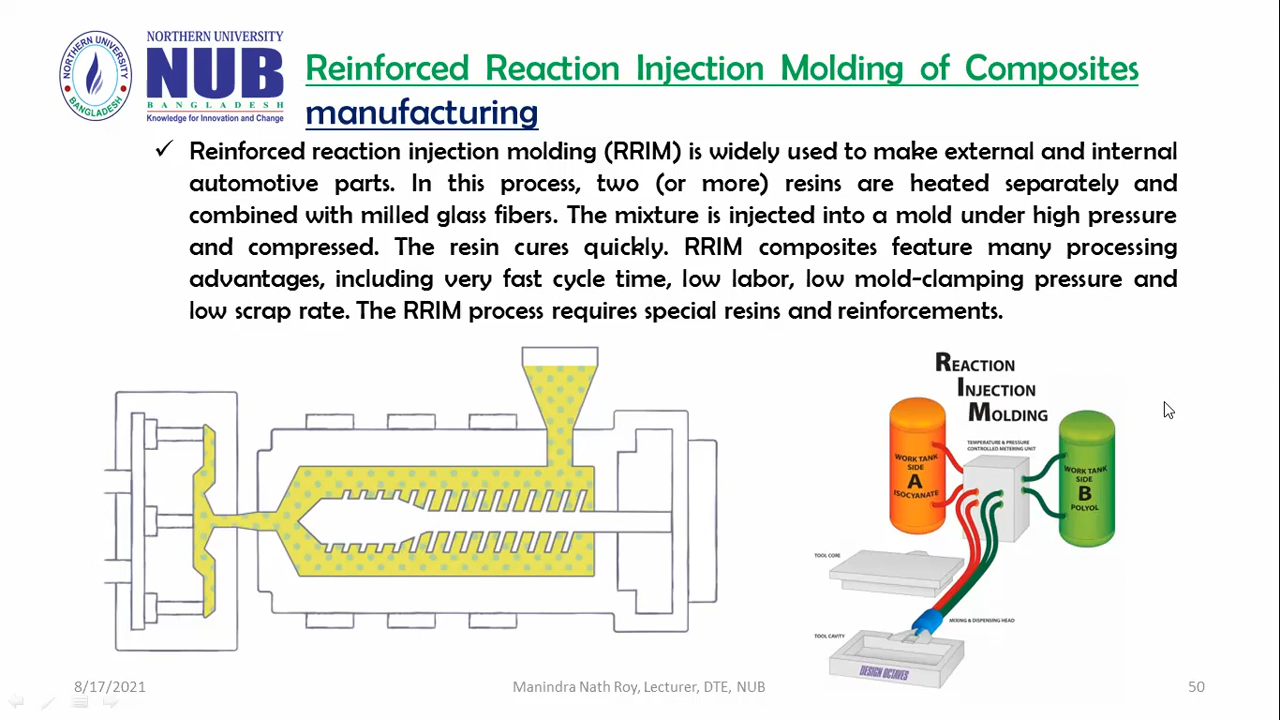 NORTHERN UNIVERSITY
BANGLADESH
NORTHERN UNIVERSITY
NUB
BANGLADESH
Knowledge for Innovation and Change
Reinforced Reaction Injection Molding of Composites
manufacturing
✓ Reinforced reaction injection molding (RRIM) is widely used to make external and internal
automotive parts. In this process, two (or more) resins are heated separately and
combined with milled glass fibers. The mixture is injected into a mold under high pressure
and compressed. The resin cures quickly. RRIM composites feature many processing
advantages, including very fast cycle time, low labor, low mold-clamping pressure and
low scrap rate. The RRIM process requires special resins and reinforcements.
REACTION
INJECTION
MOLDING
TEMPERATURE & PRESSURE
CONTROLLED METERING UNIT
WORK TANK
SIDE
A
ISOCYANATE
WORK TANK
SIDE
B
POLYOL
TOOL CORE
MIXING & DISPENSING HEAD
TOOL CAVITY
DESIGN OCTAVES
8/17/2021
Manindra Nath Roy, Lecturer, DTE, NUB
50